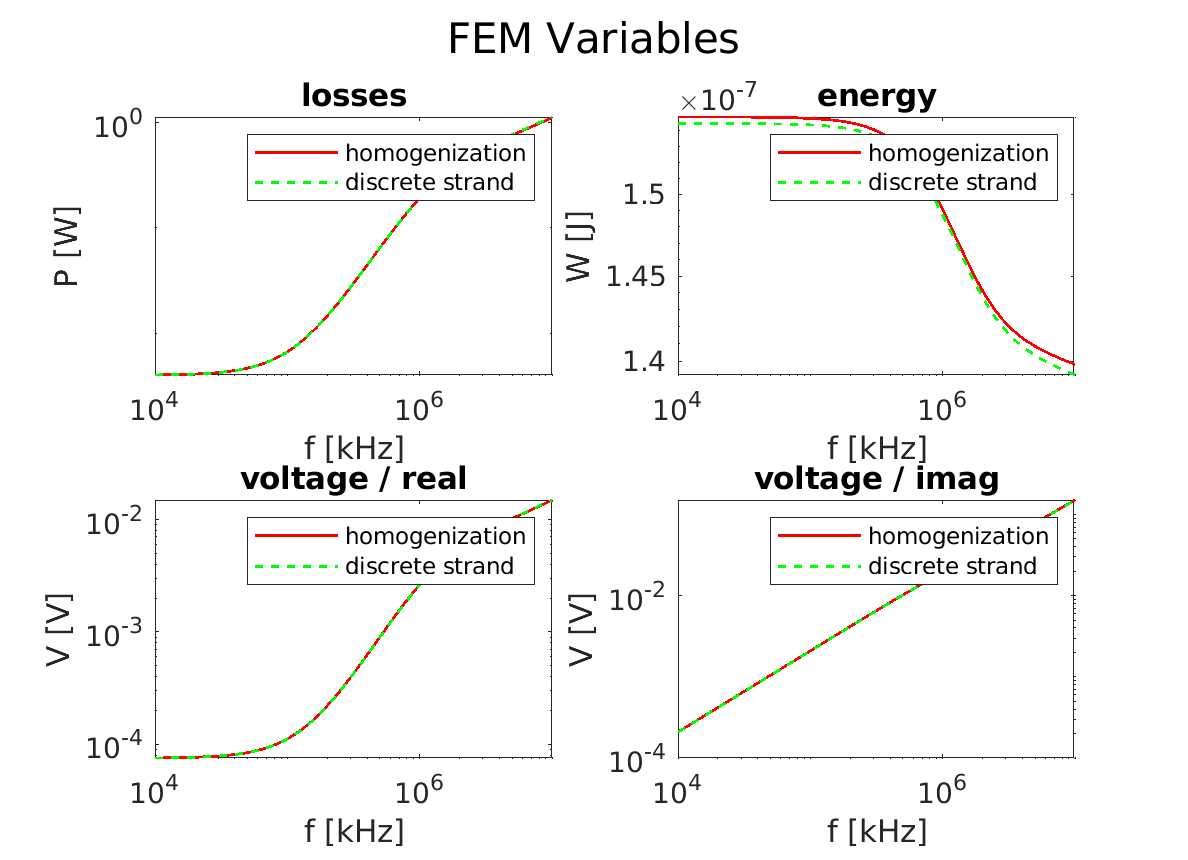 FEM Variables
losses
10^0
P [W]
homogenization
discrete strand
10^4
10^6
f [kHz]
energy
×10^-7
1.5
1.45
1.4
W [J]
homogenization
discrete strand
10^4
10^6
f [kHz]
voltage / real
10^-2
10^-3
10^-4
V [V]
homogenization
discrete strand
10^4
10^6
f [kHz]
voltage / imag
10^-2
10^-4
V [V]
homogenization
discrete strand
10^4
10^6
f [kHz]